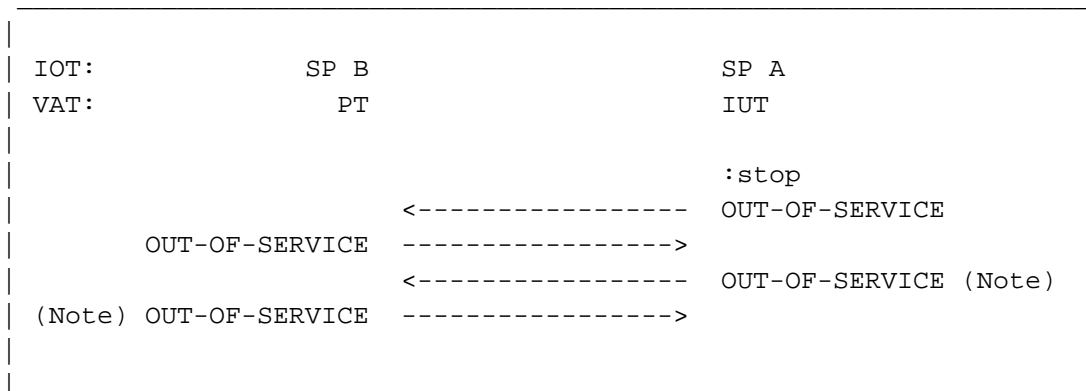 IOT: SP B SP A
VAT: PT IUT
:stop
<----------------- OUT-OF-SERVICE
OUT-OF-SERVICE ----------------->
<----------------- OUT-OF-SERVICE (Note)
(Note) OUT-OF-SERVICE ----------------->